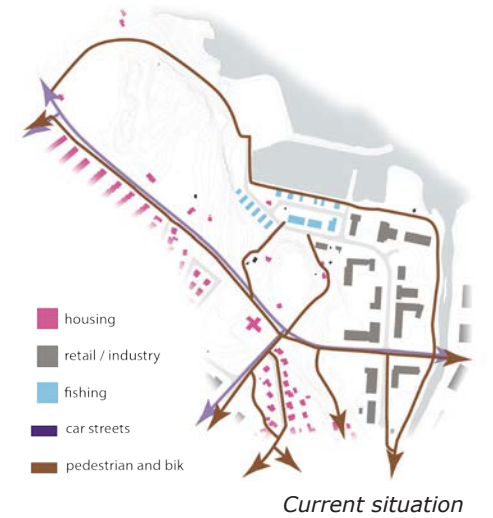 housing
retail / industry
fishing
car streets
pedestrian and bik
Current situation